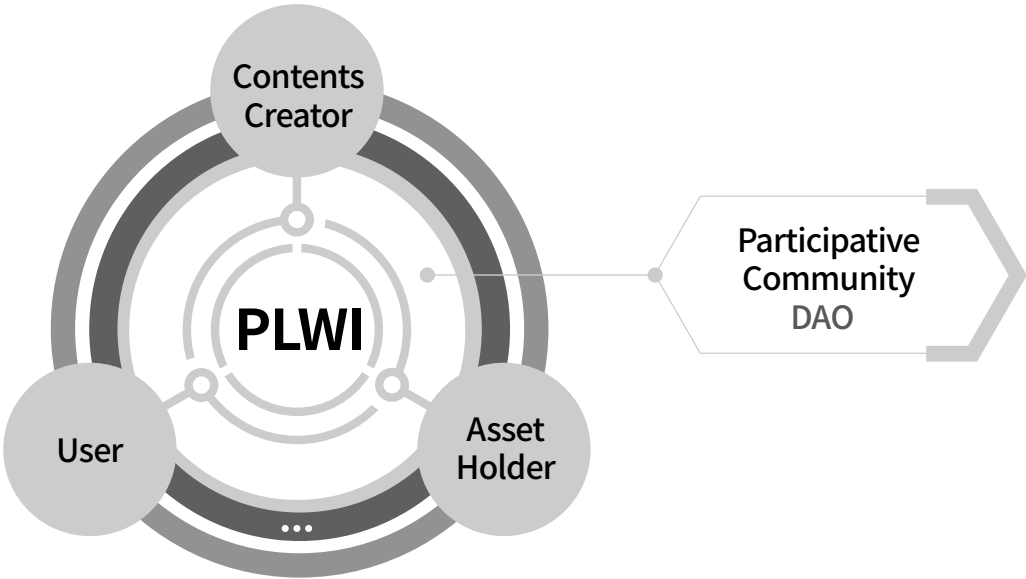 Contents
Creator
PLWI
User
Asset
Holder
Participative
Community
DAO